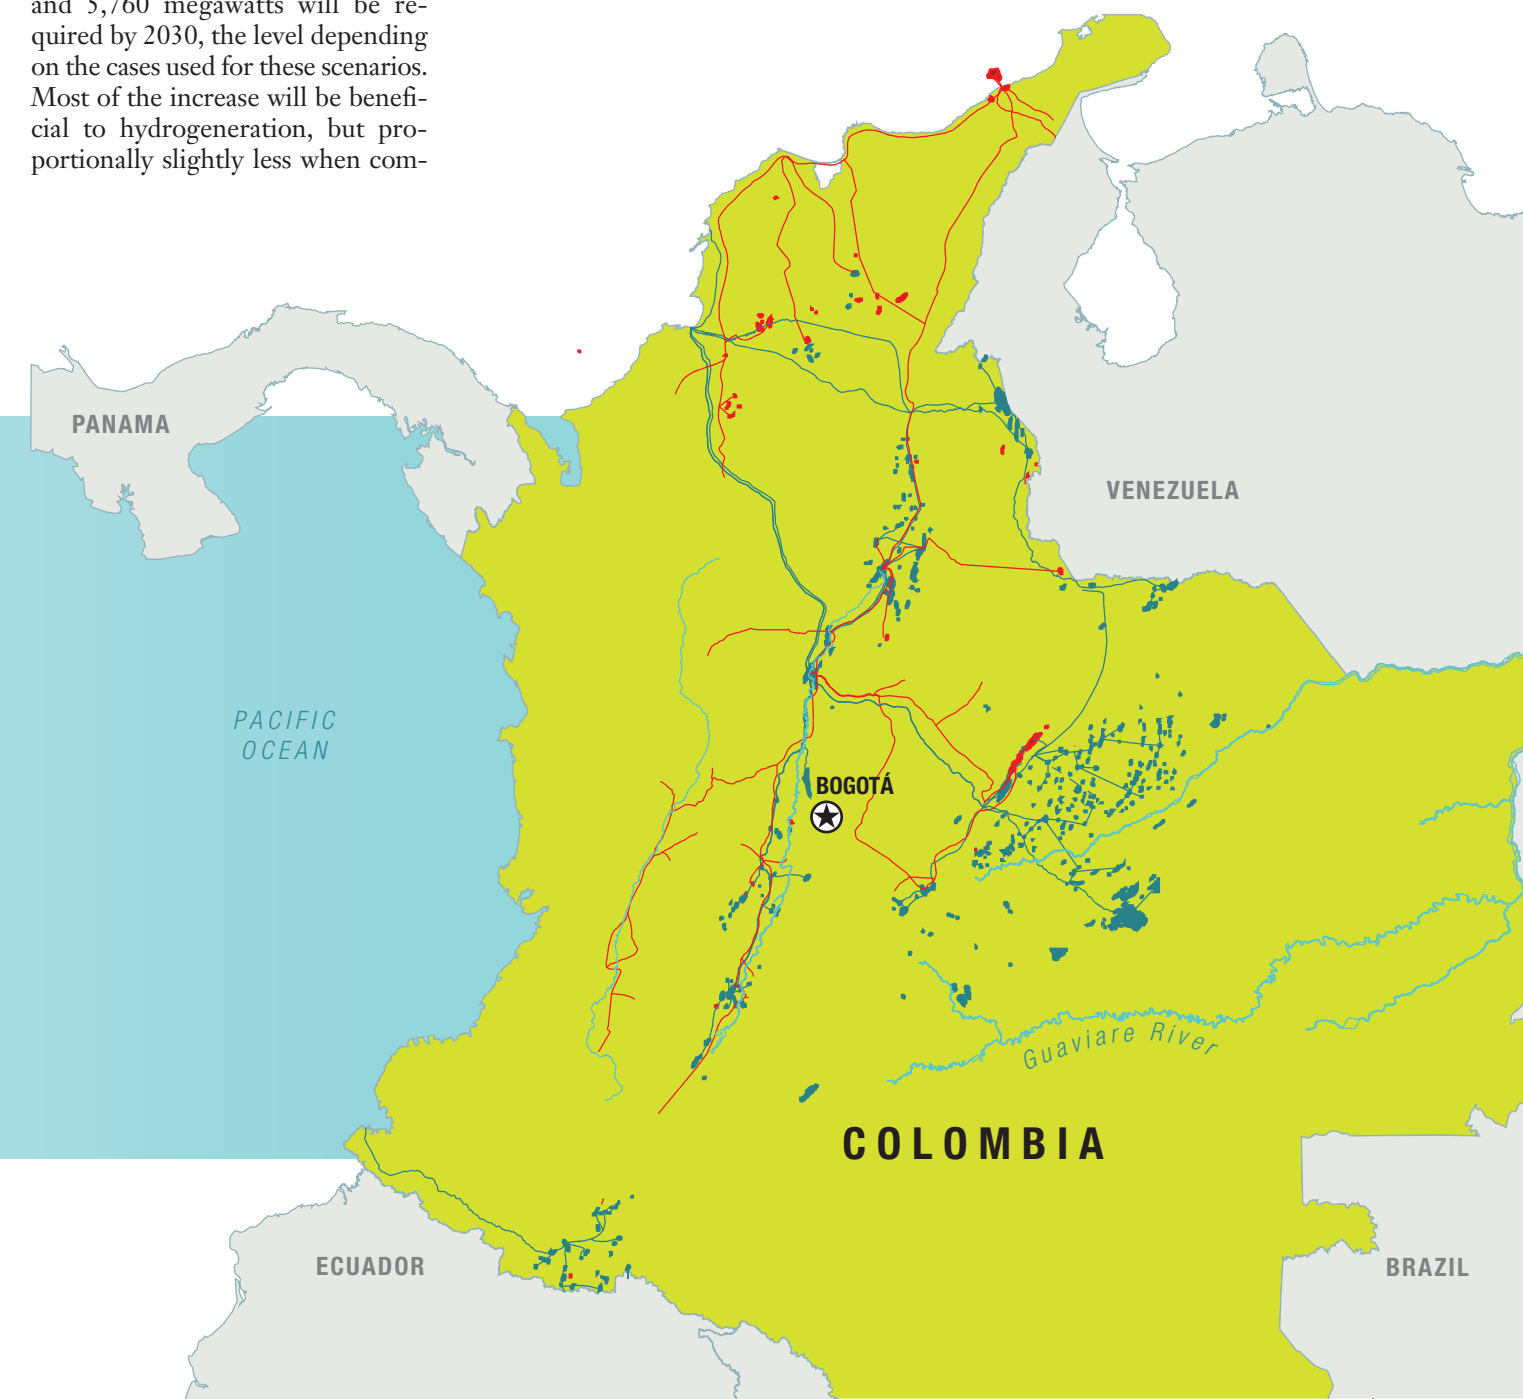 and 5,760 megawatts will be re-
quired by 2030, the level depending
on the cases used for these scenarios.
Most of the increase will be benefi-
cial to hydrogeneration, but pro-
portionally slightly less when com-
PANAMA
VENEZUELA
PACIFIC
OCEAN
BOGOTÁ
Guaviare River
COLOMBIA
ECUADOR
BRAZIL